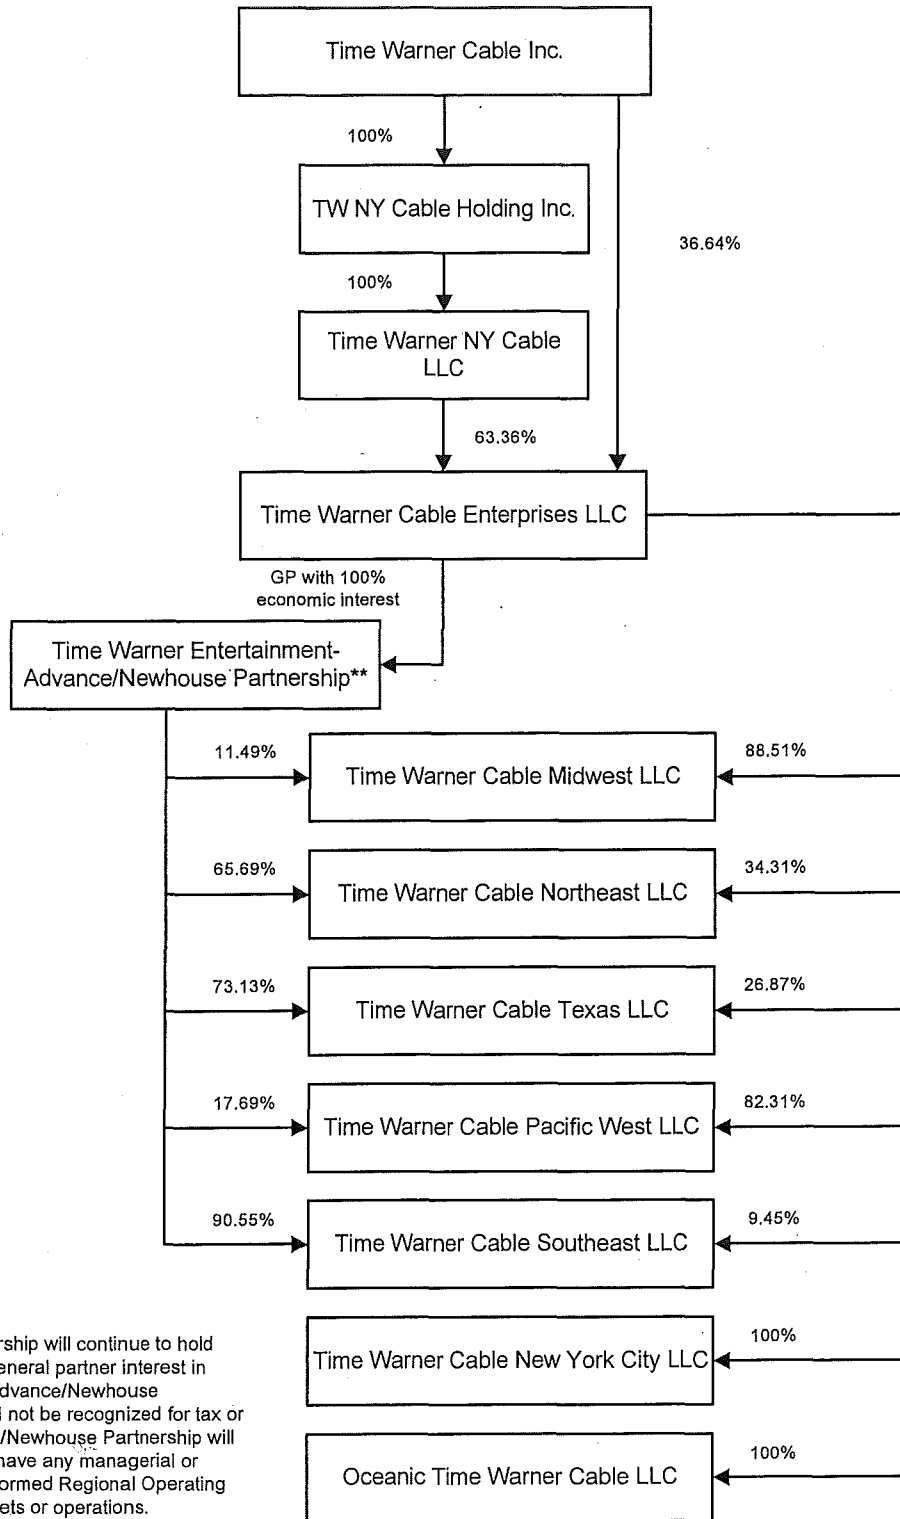 Time Warner Cable Inc.
100%
TW NY Cable Holding Inc.
36.64%
100%
Time Warner NY Cable
LLC
63.36%
Time Warner Cable Enterprises LLC
GP with 100%
economic interest
Time Warner Entertainment-
Advance/Newhouse Partnership**
11.49%
Time Warner Cable Midwest LLC
88.51%
65.69%
Time Warner Cable Northeast LLC
34.31%
73.13%
Time Warner Cable Texas LLC
26.87%
17.69%
Time Warner Cable Pacific West LLC
82.31%
90.55%
Time Warner Cable Southeast LLC
9.45%
Time Warner Cable New York City LLC
100%
Oceanic Time Warner Cable LLC
100%
rship will continue to hold
eneral partner interest in
dvance/Newhouse
not be recognized for tax or
/Newhouse Partnership will
have any managerial or
ormed Regional Operating
ets or operations.